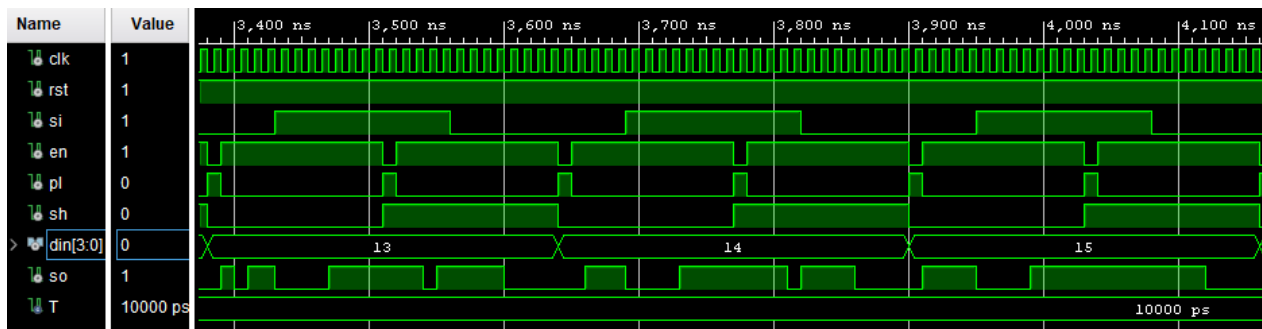 Name Value 3,400 ns 3,500 ns 3,600 ns 3,700 ns 3,800 ns 3,900 ns 4,000 ns 4,100 ns
clk 1
rst 1
si 1
en 1
pl 0
sh 0
din[3:0] 0 13 14 15
so 1
T 10000 ps 10000 ps